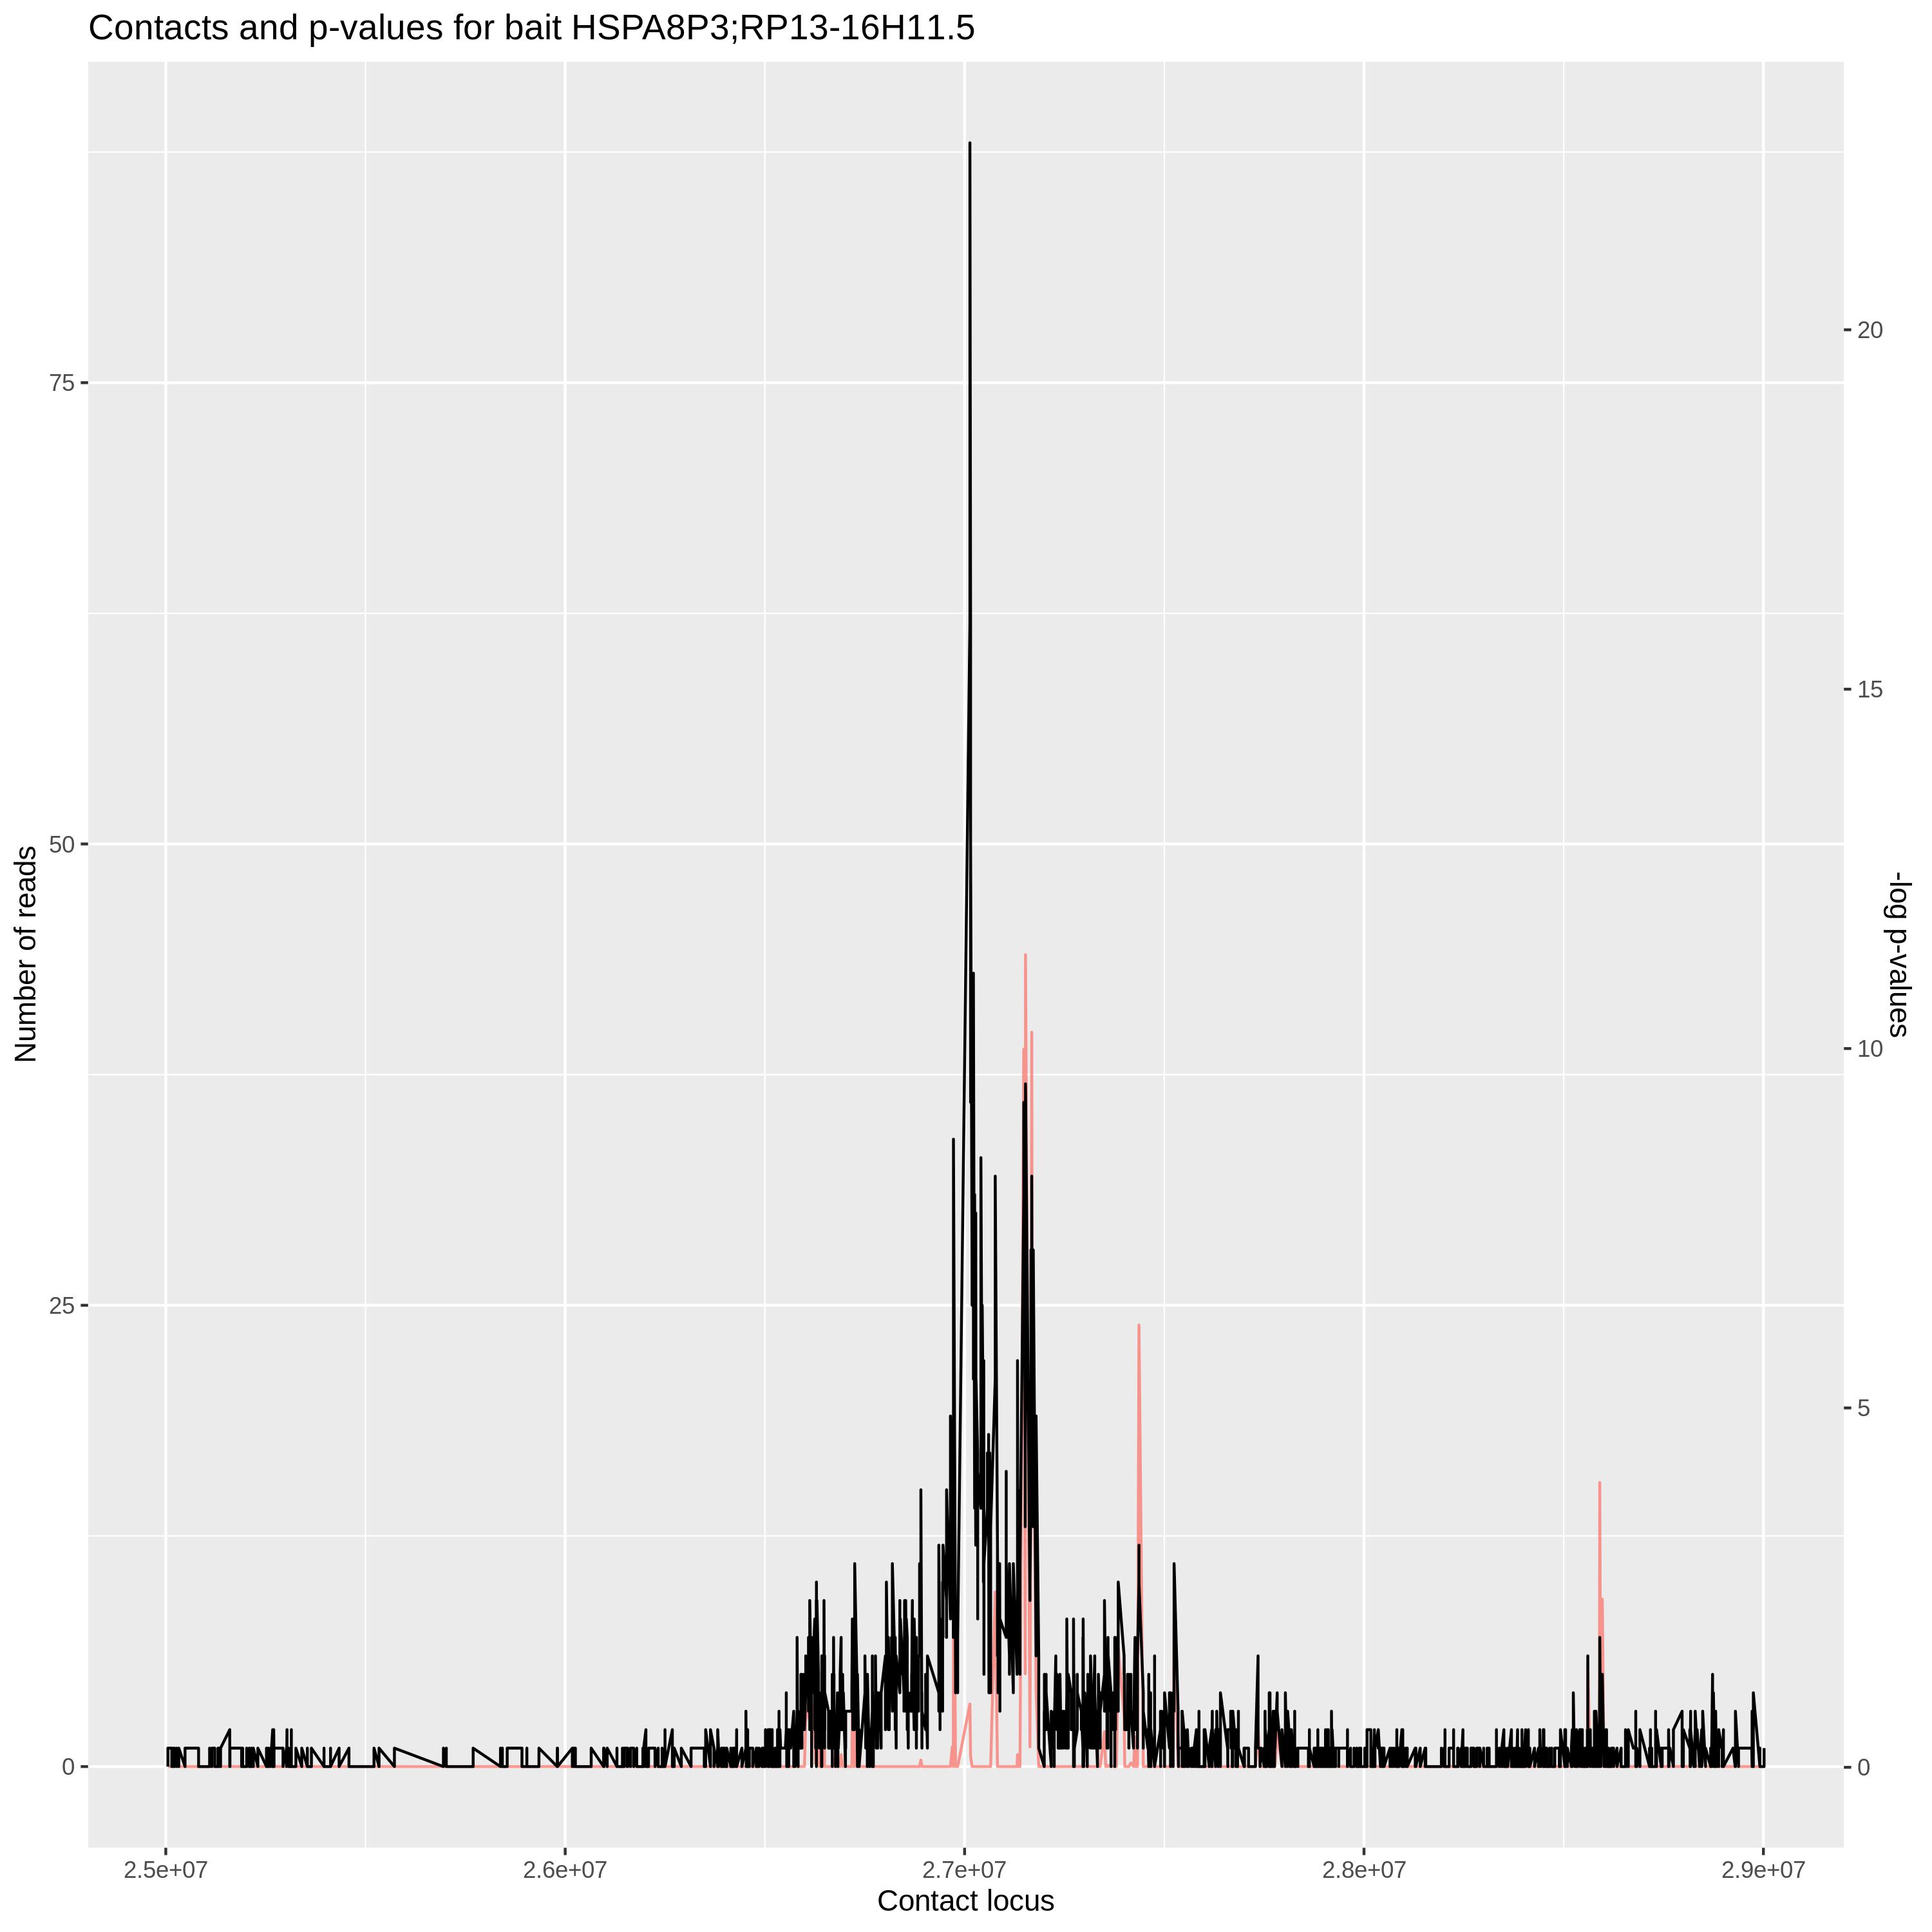 Contacts and p-values for bait HSPA8P3;RP13-16H11.5
Number of reads
75
50
25
0
20
15
10
5
0
-log p-values
2.5e+07 2.6e+07 2.7e+07 2.8e+07 2.9e+07
Contact locus